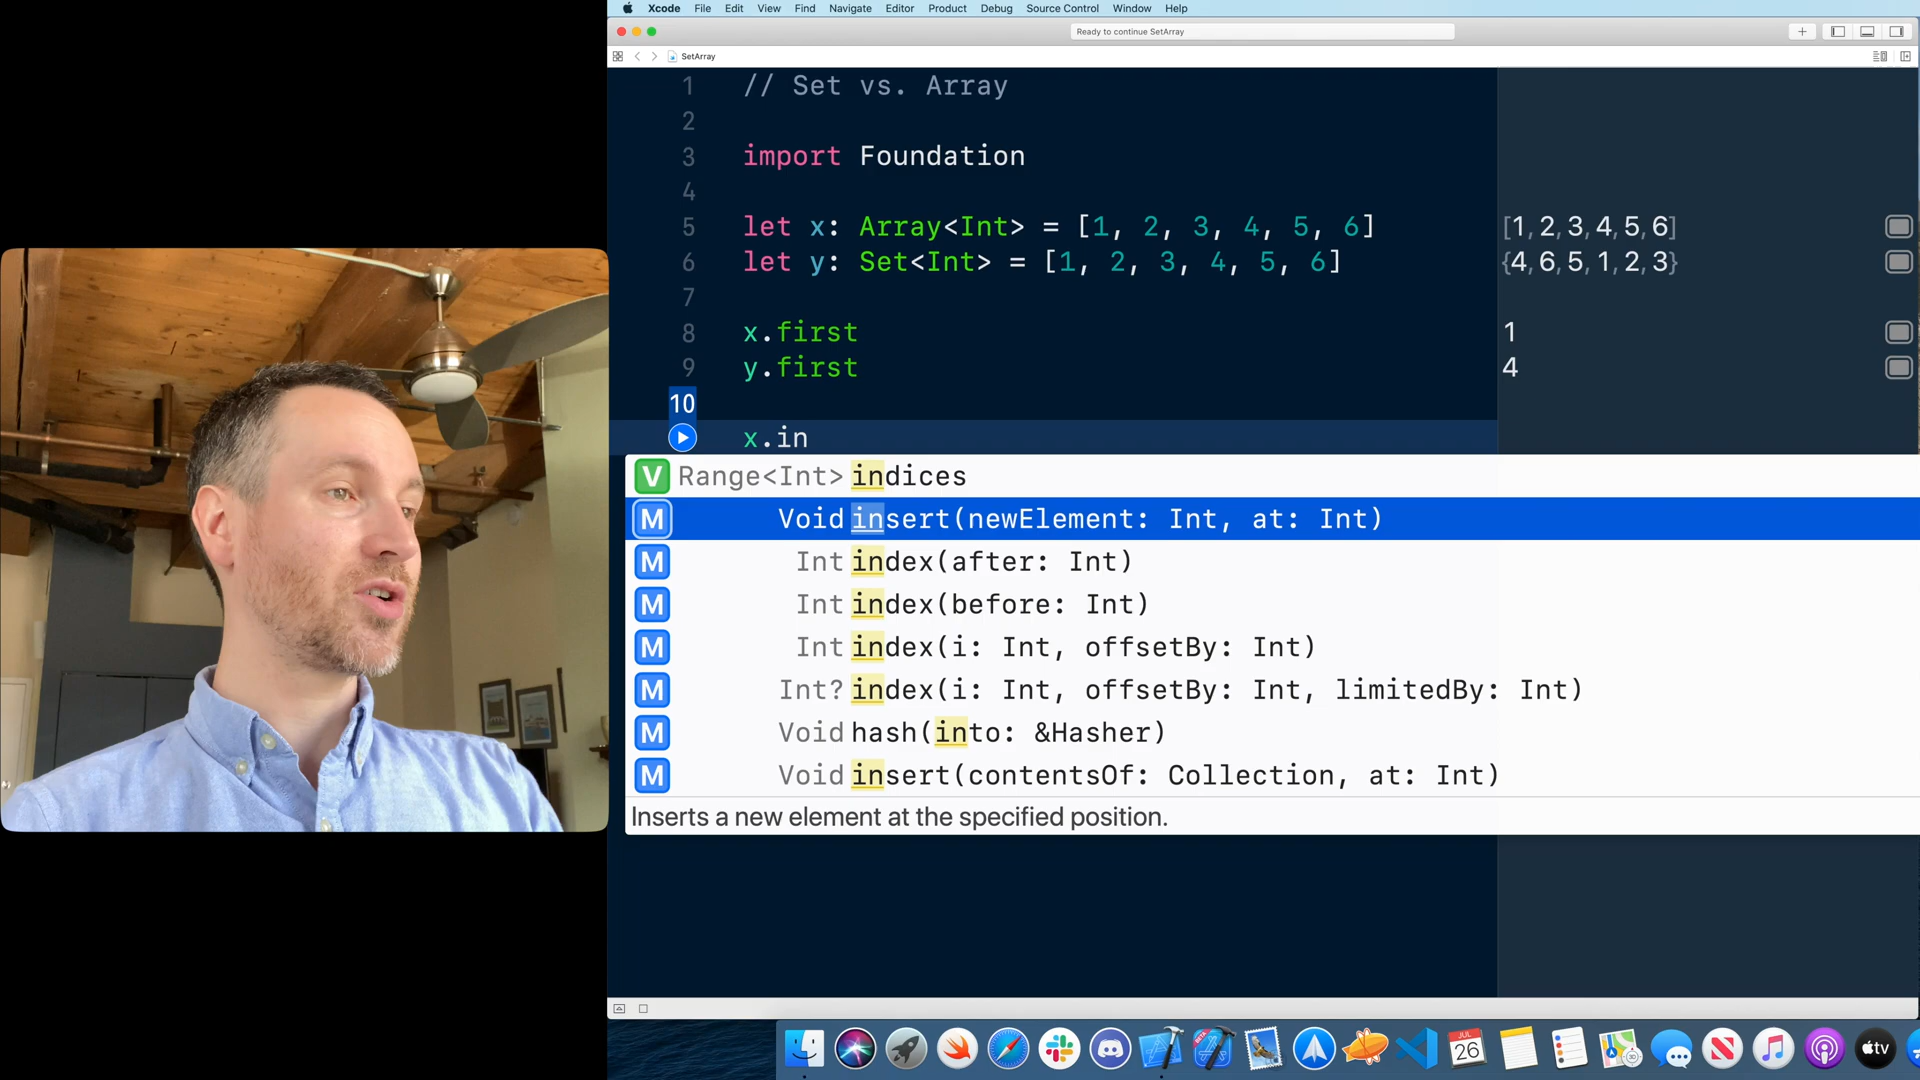 Xcode File Edit View Find Navigate Editor Product Debug Source Control Window Help
Ready to continue SetArray
SetArray
1 // Set vs. Array
2
3 import Foundation
4
5 let x: Array<Int> = [1, 2, 3, 4, 5, 6] [1, 2, 3, 4, 5, 6]
6 let y: Set<Int> = [1, 2, 3, 4, 5, 6] {4, 6, 5, 1, 2, 3}
7
8 x.first 1
9 y.first 4
10
x.in
V Range<Int> indices
M Void insert(newElement: Int, at: Int)
M Int index(after: Int)
M Int index(before: Int)
M Int index(i: Int, offsetBy: Int)
M Int? index(i: Int, offsetBy: Int, limitedBy: Int)
M Void hash(into: &Hasher)
M Void insert(contentsOf: Collection, at: Int)
Inserts a new element at the specified position.
BETA
JUL
26
3D
tv